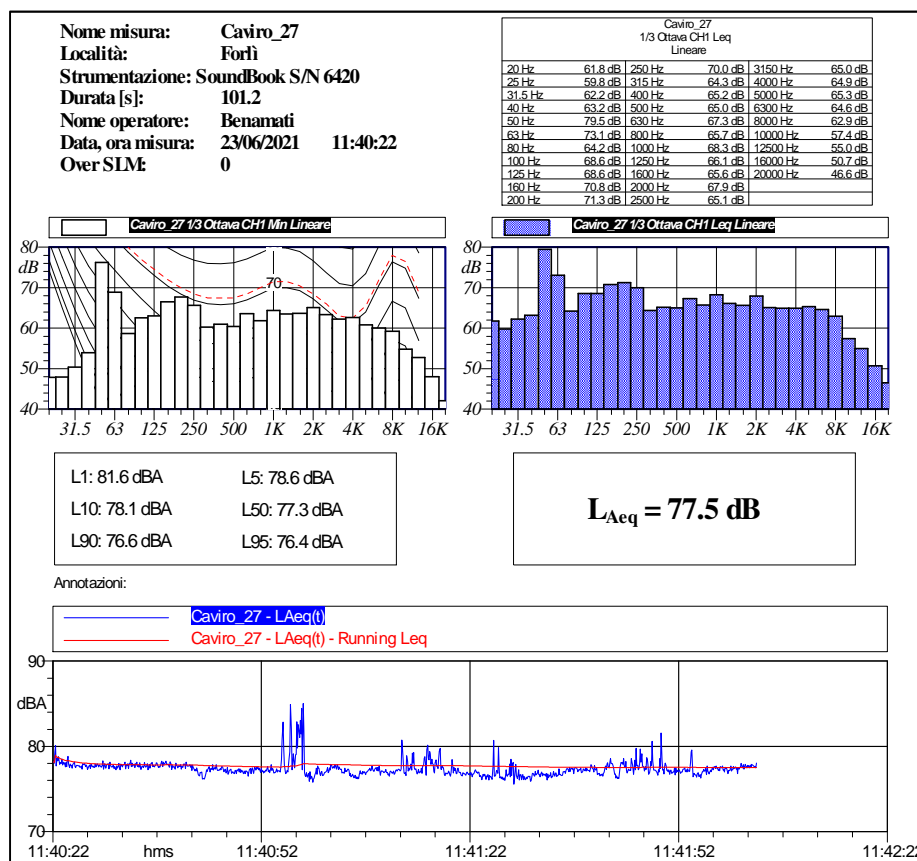 Nome misura: Caviro_27
Località: Forlì
Strumentazione: SoundBook S/N 6420
Durata [s]: 101.2
Nome operatore: Benamati
Data, ora misura: 23/06/2021 11:40:22
Over SLM: 0
Caviro_27
1/3 Ottava CH1 Leq
Lineare
20 Hz 61.8 dB 250 Hz 70.0 dB 3150 Hz 65.0 dB
25 Hz 59.8 dB 315 Hz 64.3 dB 4000 Hz 64.9 dB
31.5 Hz 62.2 dB 400 Hz 65.2 dB 5000 Hz 65.3 dB
40 Hz 63.2 dB 500 Hz 65.0 dB 6300 Hz 64.6 dB
50 Hz 79.5 dB 630 Hz 67.3 dB 8000 Hz 62.9 dB
63 Hz 73.1 dB 800 Hz 65.7 dB 10000 Hz 57.4 dB
80 Hz 64.2 dB 1000 Hz 68.3 dB 12500 Hz 55.0 dB
100 Hz 68.6 dB 1250 Hz 66.1 dB 16000 Hz 50.7 dB
125 Hz 68.6 dB 1600 Hz 65.6 dB 20000 Hz 46.6 dB
160 Hz 70.8 dB 2000 Hz 67.9 dB
200 Hz 71.3 dB 2500 Hz 65.1 dB
Caviro_27 1/3 Ottava CH1 Min Lineare
80
dB
70
60
50
40
70
31.5 63 125 250 500 1K 2K 4K 8K 16K
Caviro_27 1/3 Ottava CH1 Leq Lineare
80
dB
70
60
50
40
31.5 63 125 250 500 1K 2K 4K 8K 16K
L1: 81.6 dBA L5: 78.6 dBA
L10: 78.1 dBA L50: 77.3 dBA
L90: 76.6 dBA L95: 76.4 dBA
LAeq = 77.5 dB
Annotazioni:
Caviro_27 - LAeq(t)
Caviro_27 - LAeq(t) - Running Leq
90
dBA
80
70
11:40:22 hms 11:40:52 11:41:22 11:41:52 11:42:22